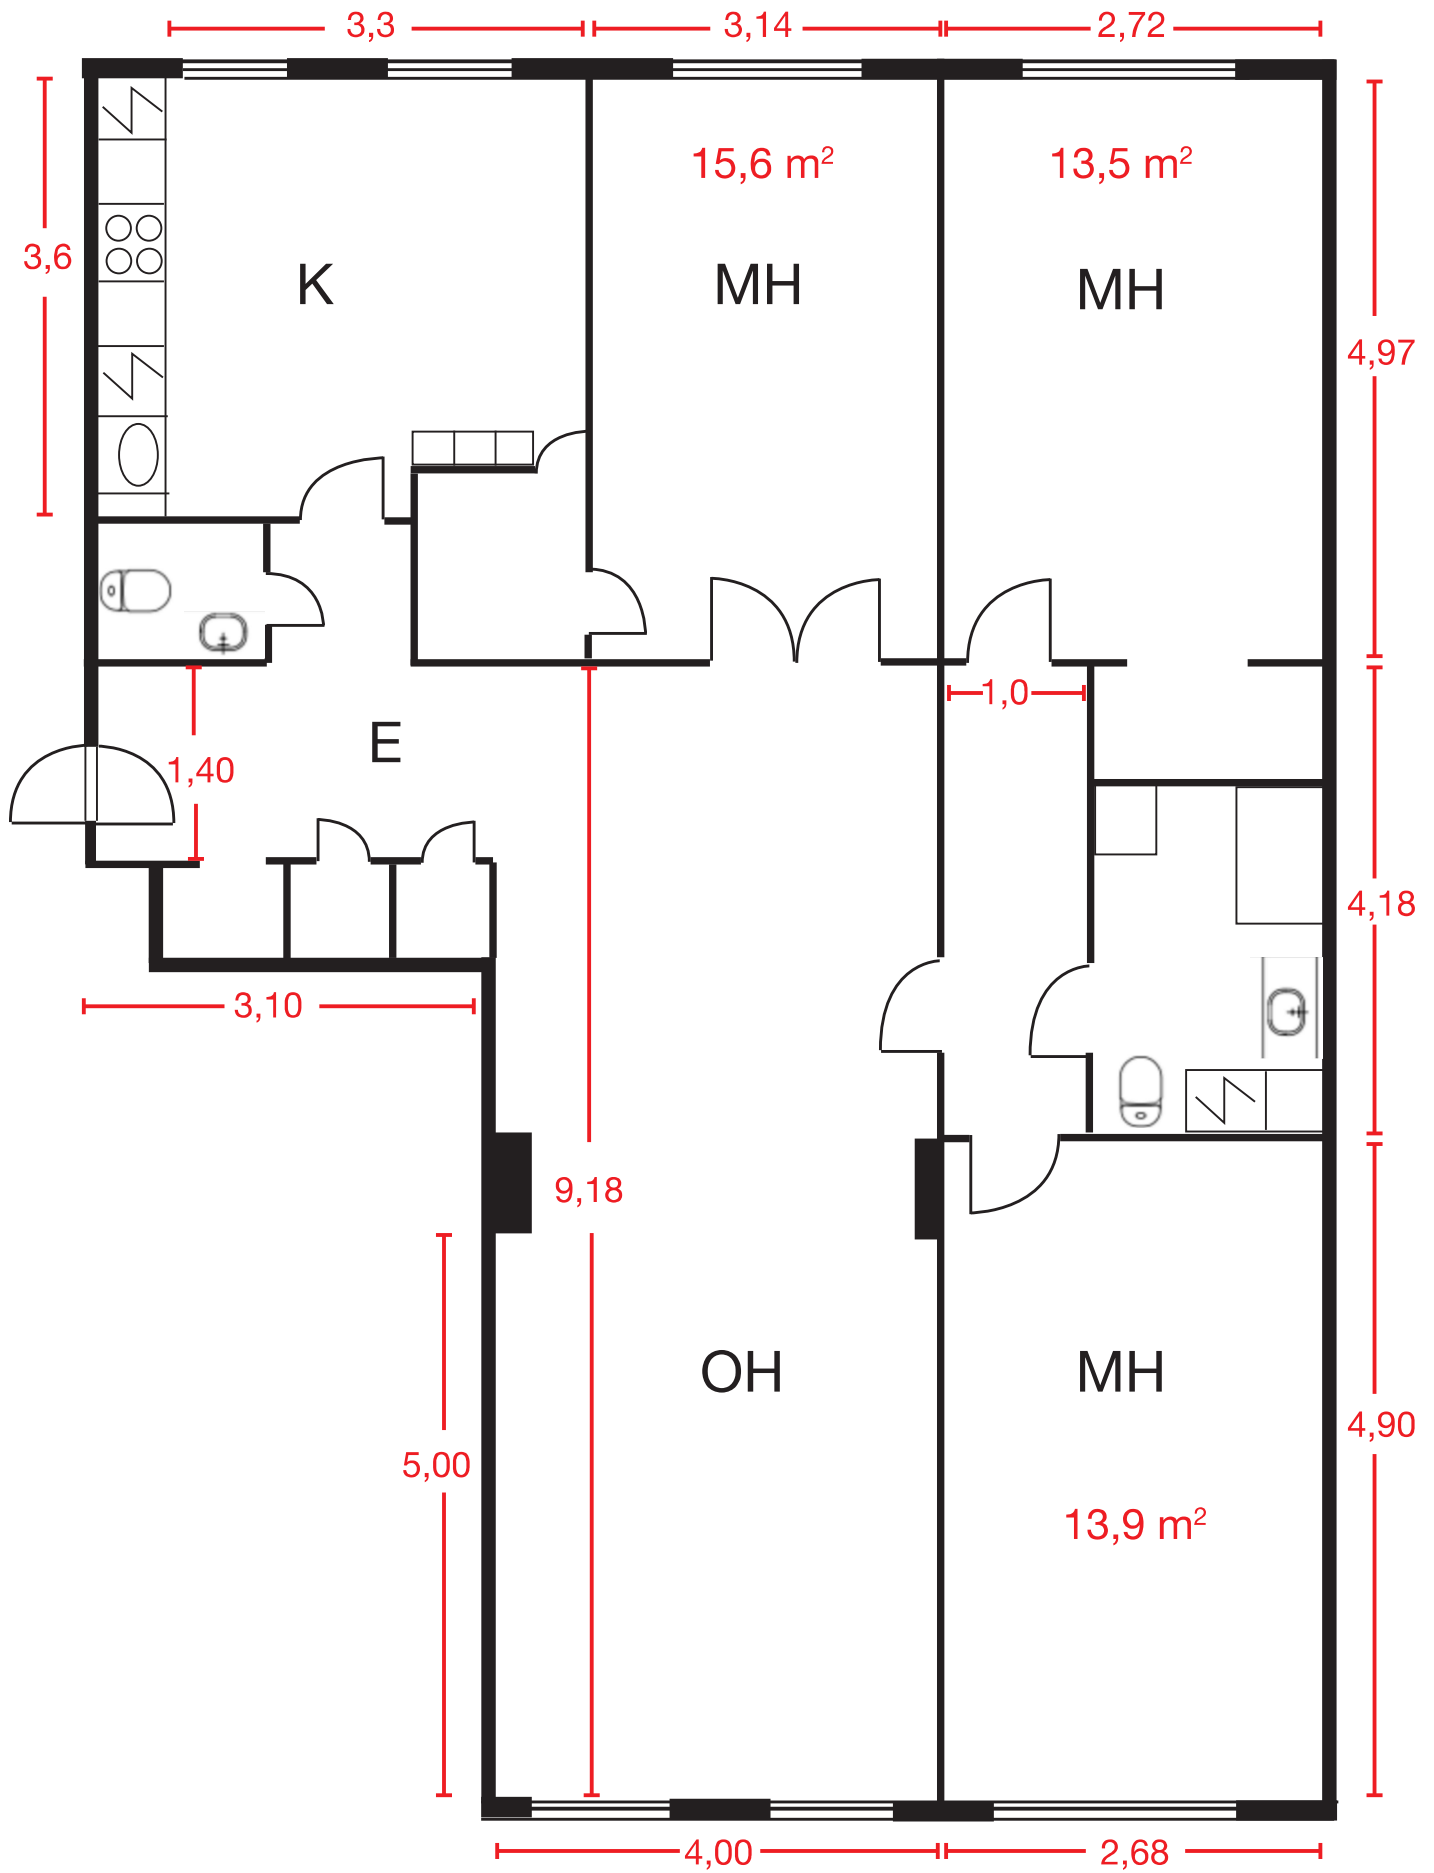 3,3
3,14
2,72
15,6 m²
13,5 m²
3,6
K
MH
MH
4,97
1,0
E
1,40
4,18
3,10
9,18
OH
MH
4,90
5,00
13,9 m²
4,00
2,68